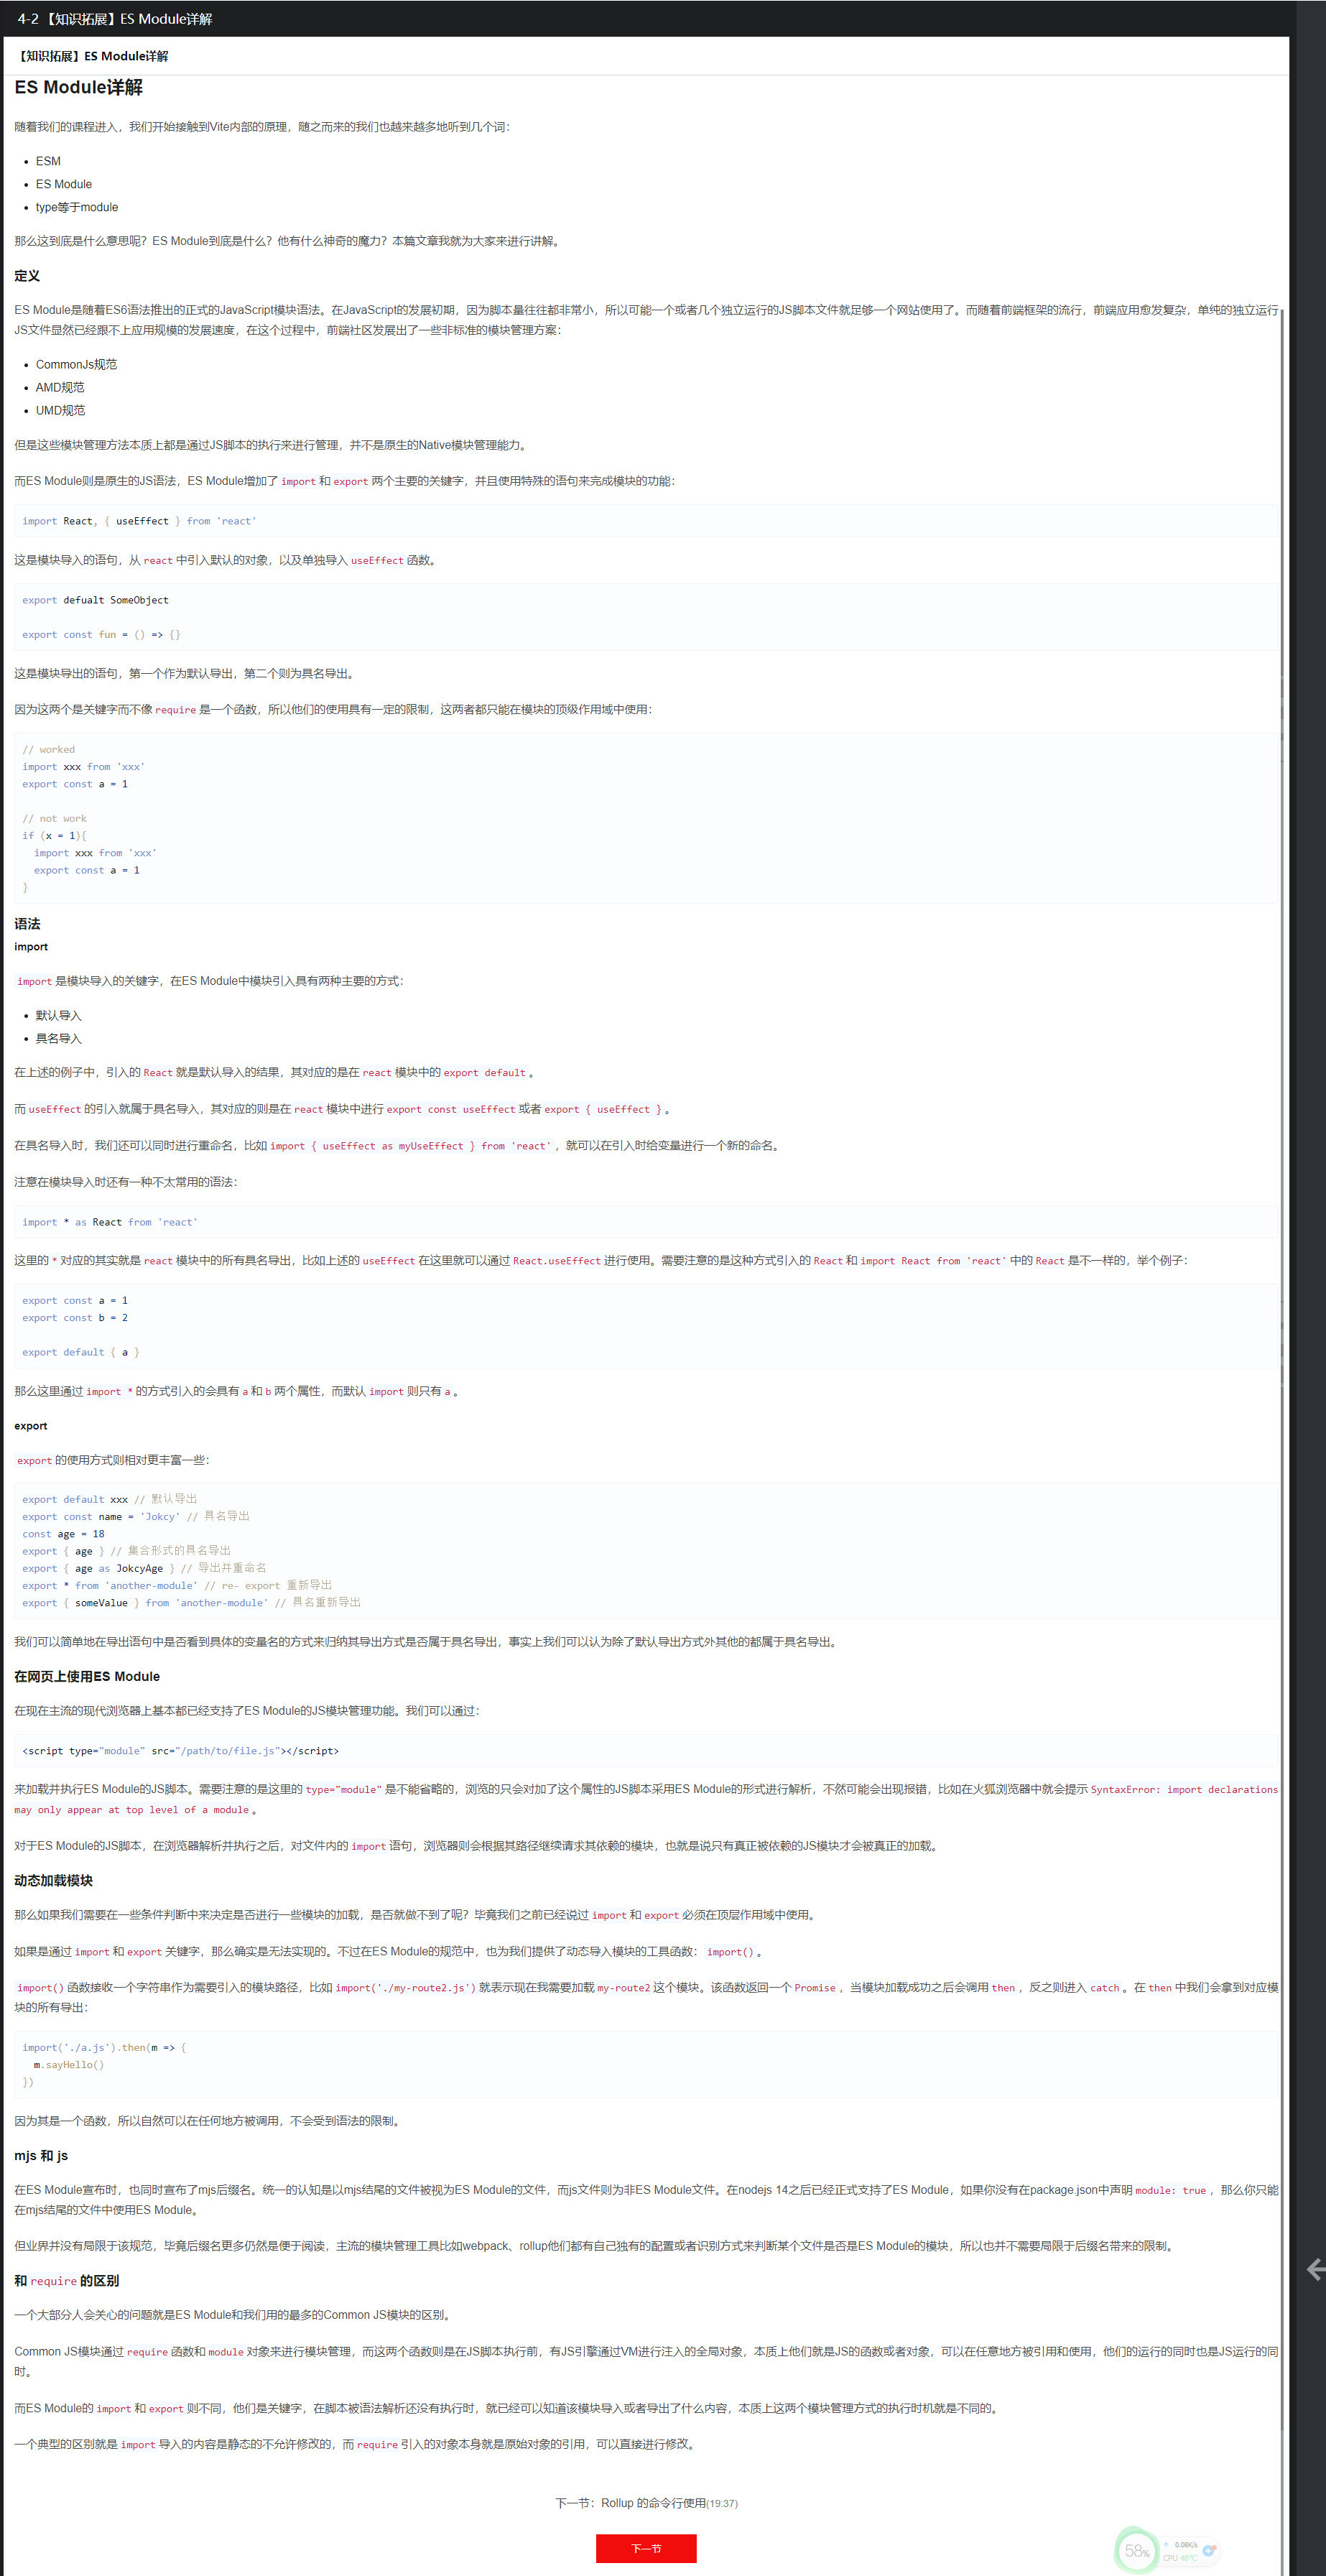 4-2 【知识拓展】ES Module详解
【知识拓展】ES Module详解
ES Module详解
随着我们的课程进入，我们开始接触到Vite内部的原理，随之而来的我们也越来越多地听到几个词：
ESM
ES Module
type等于module
那么这到底是什么意思呢？ES Module到底是什么？他有什么神奇的魔力？本篇文章我就为大家来进行讲解。
定义
ES Module是随着ES6语法推出的正式的JavaScript模块语法。在JavaScript的发展初期，因为脚本量往往都非常小，所以可能一个或者几个独立运行的JS脚本文件就足够一个网站使用了。而随着前端框架的流行，前端应用愈发复杂，单纯的独立运行
JS文件显然已经跟不上应用规模的发展速度，在这个过程中，前端社区发展出了一些非标准的模块管理方案：
CommonJs规范
AMD规范
UMD规范
但是这些模块管理方法本质上都是通过JS脚本的执行来进行管理，并不是原生的Native模块管理能力。
而ES Module则是原生的JS语法，ES Module增加了 import 和 export 两个主要的关键字，并且使用特殊的语句来完成模块的功能：
import React, { useEffect } from 'react'
这是模块导入的语句，从 react 中引入默认的对象，以及单独导入 useEffect 函数。
export defualt SomeObject
export const fun = () => {}
这是模块导出的语句，第一个作为默认导出，第二个则为具名导出。
因为这两个是关键字而不像 require 是一个函数，所以他们的使用具有一定的限制，这两者都只能在模块的顶级作用域中使用：
// worked
import xxx from 'xxx'
export const a = 1
// not work
if (x = 1){
import xxx from 'xxx'
export const a = 1
}
语法
import
import 是模块导入的关键字，在ES Module中模块引入具有两种主要的方式：
默认导入
具名导入
在上述的例子中，引入的 React 就是默认导入的结果，其对应的是在 react 模块中的 export default 。
而 useEffect 的引入就属于具名导入，其对应的则是在 react 模块中进行 export const useEffect 或者 export { useEffect } 。
在具名导入时，我们还可以同时进行重命名，比如 import { useEffect as myUseEffect } from 'react' ，就可以在引入时给变量进行一个新的命名。
注意在模块导入时还有一种不太常用的语法：
import * as React from 'react'
这里的 * 对应的其实就是 react 模块中的所有具名导出，比如上述的 useEffect 在这里就可以通过 React.useEffect 进行使用。需要注意的是这种方式引入的 React 和 import React from 'react' 中的 React 是不一样的，举个例子：
export const a = 1
export const b = 2
export default { a }
那么这里通过 import * 的方式引入的会具有 a 和 b 两个属性，而默认 import 则只有 a 。
export
export 的使用方式则相对更丰富一些：
export default xxx // 默认导出
export const name = 'Jokcy' // 具名导出
const age = 18
export { age } // 集合形式的具名导出
export { age as JokcyAge } // 导出并重命名
export * from 'another-module' // re- export 重新导出
export { someValue } from 'another-module' // 具名重新导出
我们可以简单地在导出语句中是否看到具体的变量名的方式来归纳其导出方式是否属于具名导出，事实上我们可以认为除了默认导出方式外其他的都属于具名导出。
在网页上使用ES Module
在现在主流的现代浏览器上基本都已经支持了ES Module的JS模块管理功能。我们可以通过：
<script type="module" src="/path/to/file.js"></script>
来加载并执行ES Module的JS脚本。需要注意的是这里的 type="module" 是不能省略的，浏览的只会对加了这个属性的JS脚本采用ES Module的形式进行解析，不然可能会出现报错，比如在火狐浏览器中就会提示 SyntaxError: import declarations
may only appear at top level of a module 。
对于ES Module的JS脚本，在浏览器解析并执行之后，对文件内的 import 语句，浏览器则会根据其路径继续请求其依赖的模块，也就是说只有真正被依赖的JS模块才会被真正的加载。
动态加载模块
那么如果我们需要在一些条件判断中来决定是否进行一些模块的加载，是否就做不到了呢？毕竟我们之前已经说过 import 和 export 必须在顶层作用域中使用。
如果是通过 import 和 export 关键字，那么确实是无法实现的。不过在ES Module的规范中，也为我们提供了动态导入模块的工具函数： import() 。
import() 函数接收一个字符串作为需要引入的模块路径，比如 import('./my-route2.js') 就表示现在我需要加载 my-route2 这个模块。该函数返回一个 Promise ，当模块加载成功之后会调用 then ，反之则进入 catch 。在 then 中我们会拿到对应模
块的所有导出：
import('./a.js').then(m => {
m.sayHello()
})
因为其是一个函数，所以自然可以在任何地方被调用，不会受到语法的限制。
mjs 和 js
在ES Module宣布时，也同时宣布了mjs后缀名。统一的认知是以mjs结尾的文件被视为ES Module的文件，而js文件则为非ES Module文件。在nodejs 14之后已经正式支持了ES Module，如果你没有在package.json中声明 module: true ，那么你只能
在mjs结尾的文件中使用ES Module。
但业界并没有局限于该规范，毕竟后缀名更多仍然是便于阅读，主流的模块管理工具比如webpack、rollup他们都有自己独有的配置或者识别方式来判断某个文件是否是ES Module的模块，所以也并不需要局限于后缀名带来的限制。
和 require 的区别
一个大部分人会关心的问题就是ES Module和我们用的最多的Common JS模块的区别。
Common JS模块通过 require 函数和 module 对象来进行模块管理，而这两个函数则是在JS脚本执行前，有JS引擎通过VM进行注入的全局对象，本质上他们就是JS的函数或者对象，可以在任意地方被引用和使用，他们的运行的同时也是JS运行的同
时。
而ES Module的 import 和 export 则不同，他们是关键字，在脚本被语法解析还没有执行时，就已经可以知道该模块导入或者导出了什么内容，本质上这两个模块管理方式的执行时机就是不同的。
一个典型的区别就是 import 导入的内容是静态的不允许修改的，而 require 引入的对象本身就是原始对象的引用，可以直接进行修改。
下一节：Rollup 的命令行使用(19:37)
下一节
58%
0.08K/s
CPU 45°C